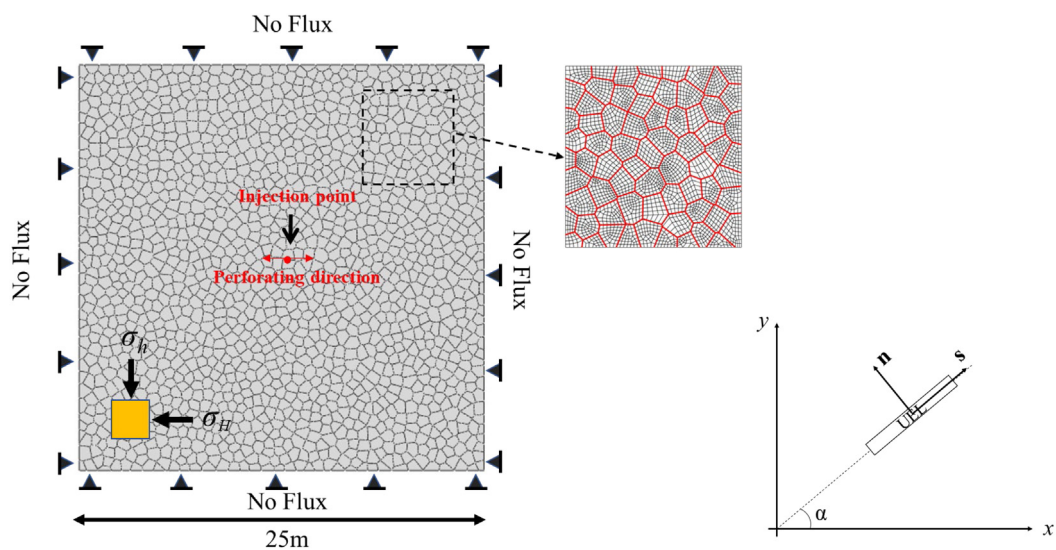 No Flux
Injection point
Perforating direction
No Flux
No Flux
σh
σH
No Flux
25m
y
n
s
UEL
α
x